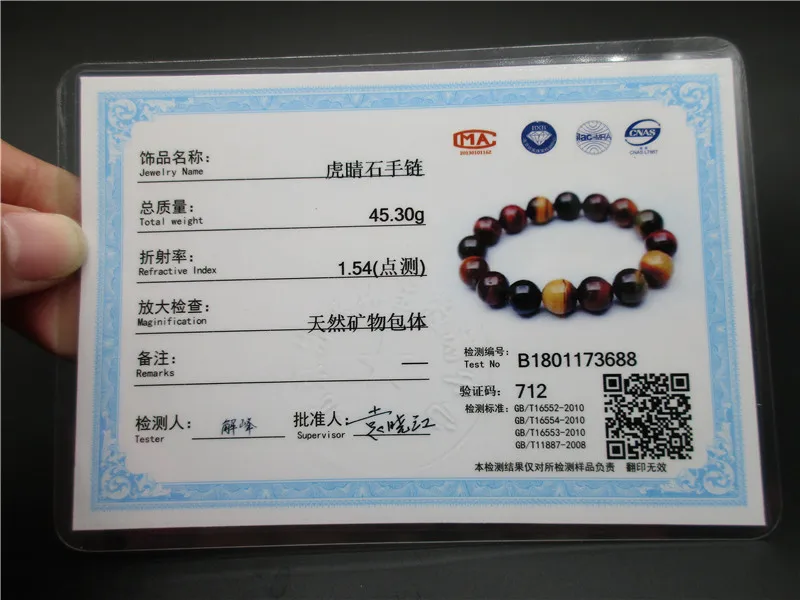 饰品名称：
Jewelry Name
虎睛石手链
总质量：
Total weight
45.30g
折射率：
Refractive Index
1.54(点测)
放大检查：
Maginification
天然矿物包体
备注：
Remarks
—
检测人：
Tester
批准人：
Supervisor
袁晓江
MA
CNAS
检测编号：
Test No
B1801173688
验证码：
712
检测标准：
GB/T16552-2010
GB/T16554-2010
GB/T16553-2010
GB/T11887-2008
本检测结果仅对所检测样品负责 翻印无效